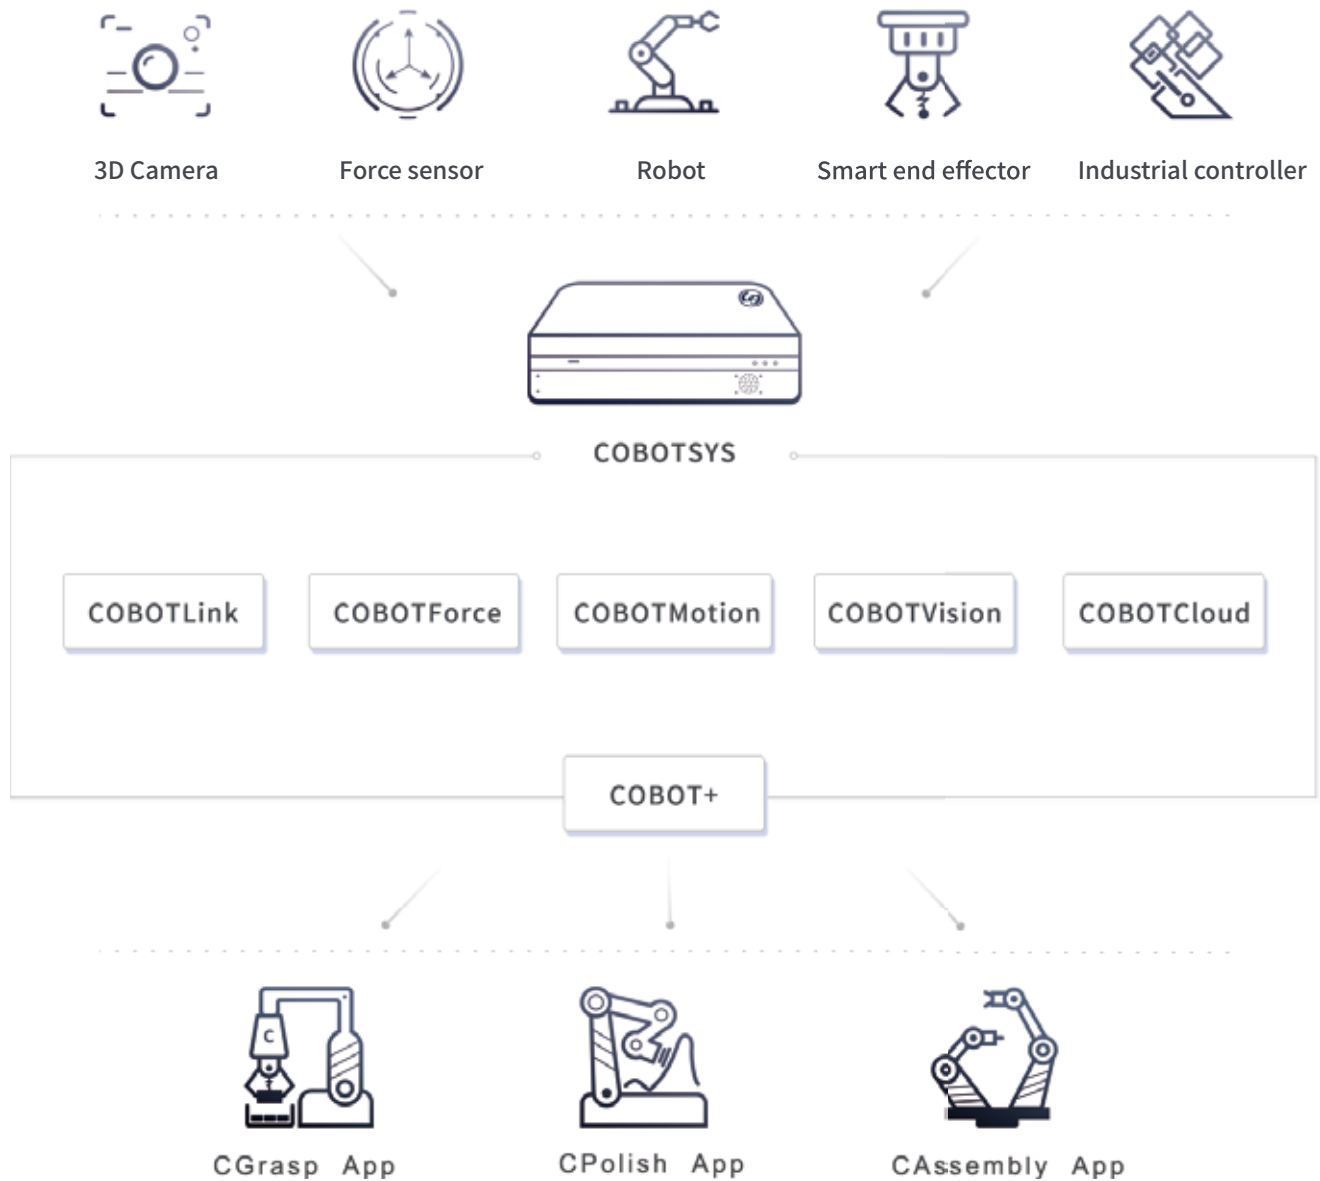 3D Camera
Force sensor
Robot
Smart end effector
Industrial controller
COBOTSYS
COBOTLink
COBOTForce
COBOTMotion
COBOTVision
COBOTCloud
COBOT+
C
CGrasp App
CPolish App
CAssembly App